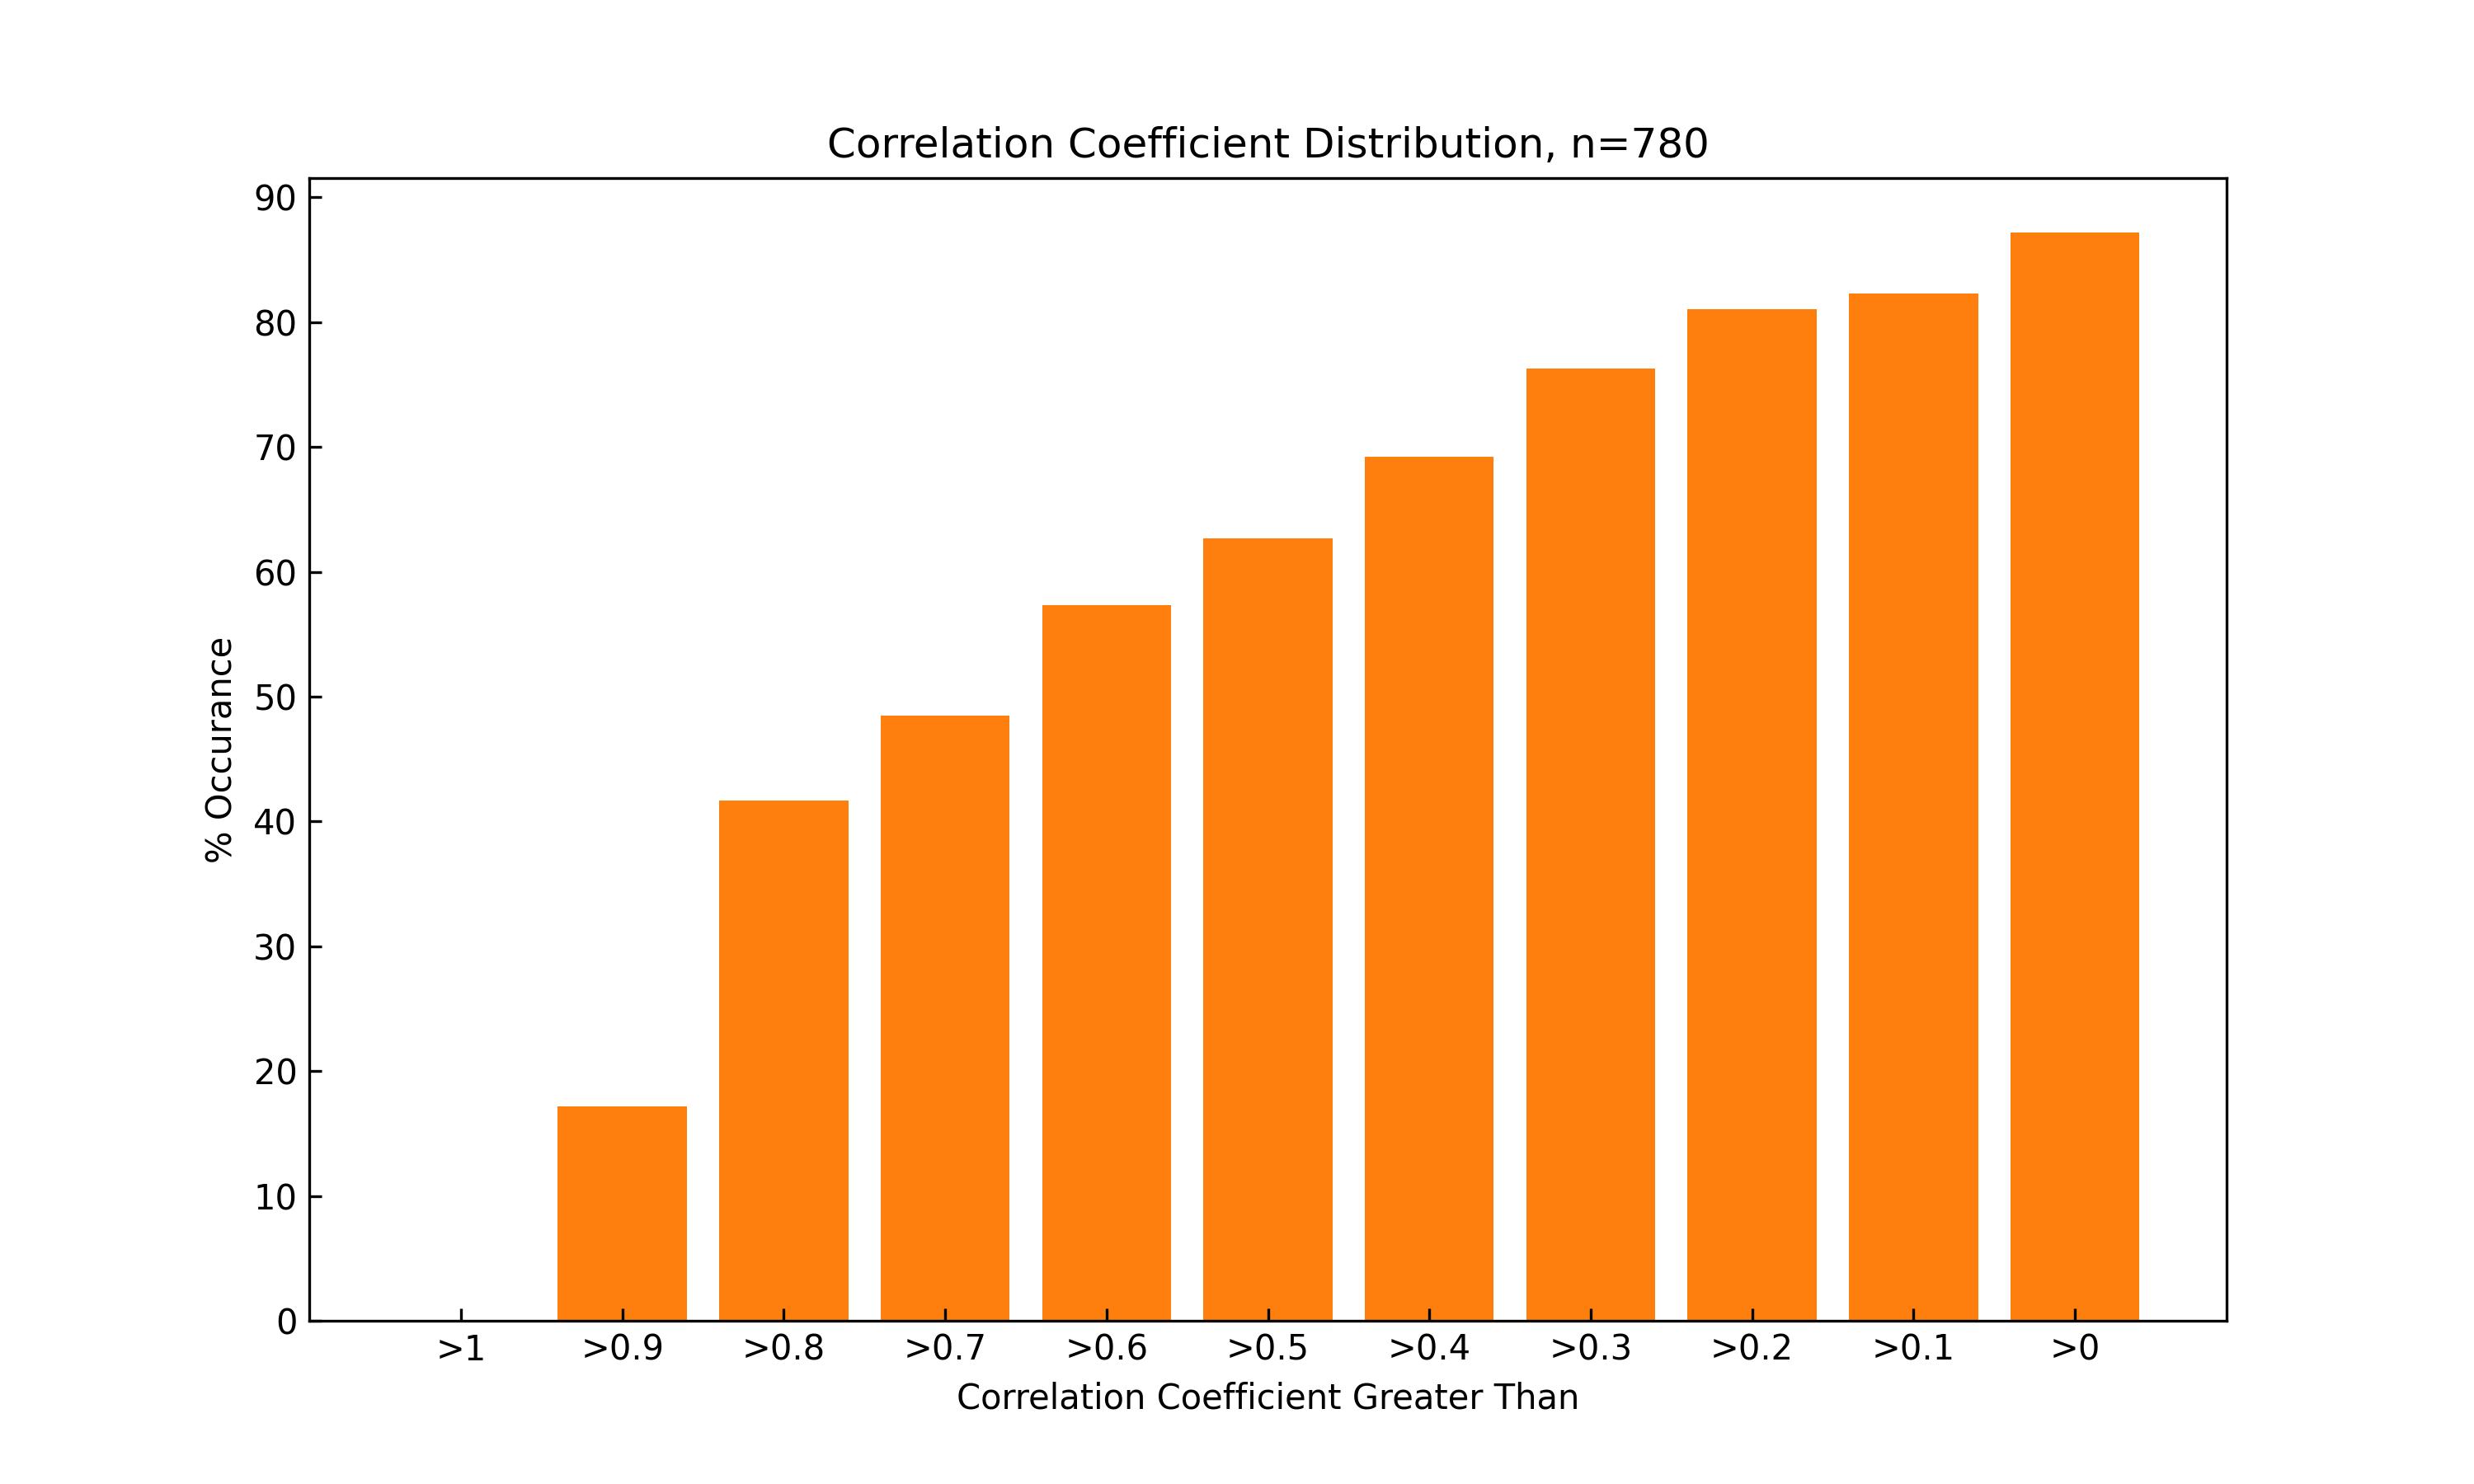 Correlation Coefficient Distribution, n=780
90
80
70
60
50
40
30
20
10
0
% Occurance
>1 >0.9 >0.8 >0.7 >0.6 >0.5 >0.4 >0.3 >0.2 >0.1 >0
Correlation Coefficient Greater Than